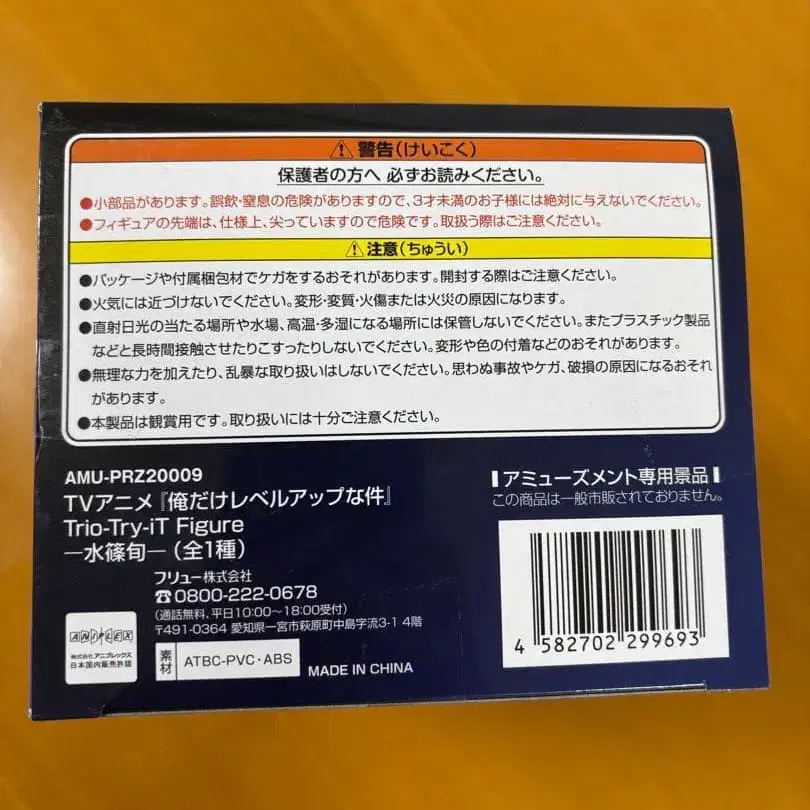 ⚠警告(けいこく)
保護者の方へ 必ずお読みください。
●小部品があります。誤飲・窒息の危険がありますので、3才未満のお子様には絶対に与えないでください。
●フィギュアの先端は、仕様上、尖っていますので危険です。取扱う際はご注意ください。
⚠注意(ちゅうい)
●パッケージや付属梱包材でケガをするおそれがあります。開封する際はご注意ください。
●火気には近づけないでください。変形・変質・火傷または火災の原因になります。
●直射日光の当たる場所や水場、高温・多湿になる場所には保管しないでください。またプラスチック製品
などと長時間接触させたりこすったりしないでください。変形や色の付着などのおそれがあります。
●無理な力を加えたり、乱暴な取り扱いはしないでください。思わぬ事故やケガ、破損の原因になるおそれ
があります。
●本製品は観賞用です。取り扱いには十分ご注意ください。
AMU-PRZ20009
TVアニメ『俺だけレベルアップな件』
Trio-Try-iT Figure
―水篠旬―(全1種)
フリュー株式会社
☎0800-222-0678
(通話無料、平日10:00～18:00受付)
〒491-0364 愛知県一宮市萩原町中島字流3-1 4階
ANIPLEX
株式会社アニプレックス
日本国内販売許諾
素材 ATBC-PVC・ABS
MADE IN CHINA
アミューズメント専用景品
この商品は一般市販されておりません。
4 582702 299693